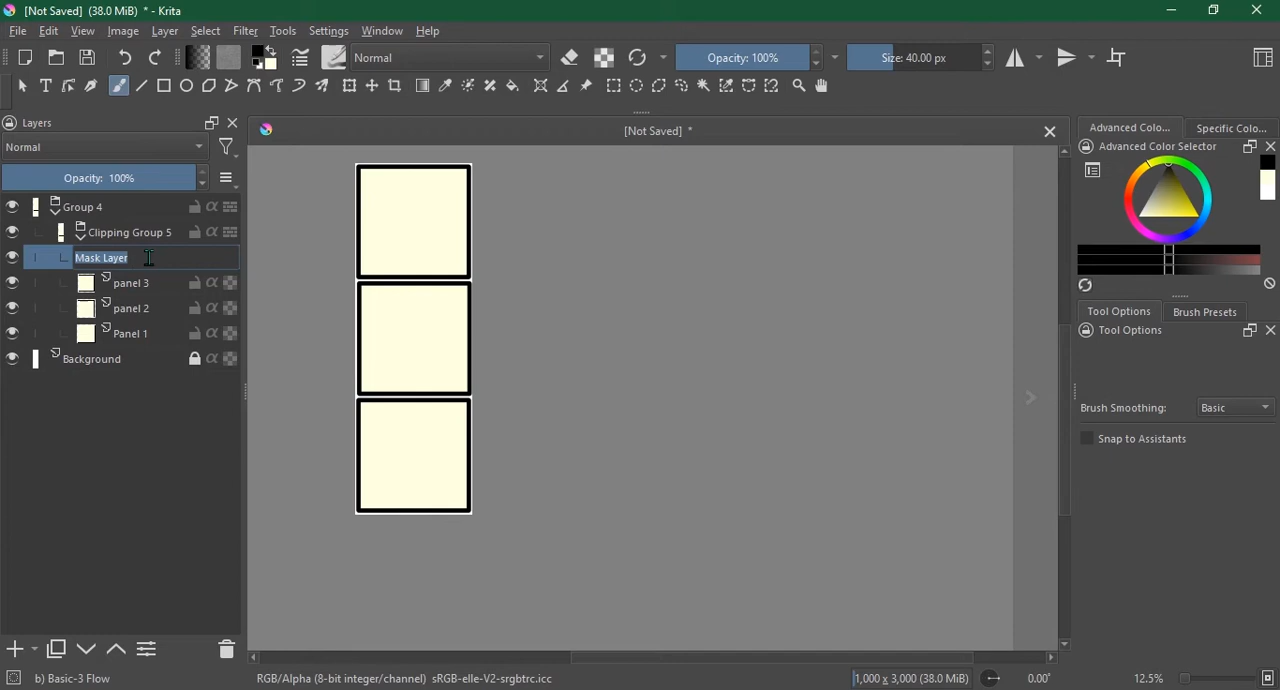 [Not Saved] (38.0 MiB) * - Krita
File Edit View Image Layer Select Filter Tools Settings Window Help
Normal Opacity: 100% Size: 40.00 px
Layers
[Not Saved] *
Advanced Colo... Specific Colo...
Normal
Advanced Color Selector
Opacity: 100%
Group 4
Clipping Group 5
Mask Layer
panel 3
panel 2
Panel 1
Background
Tool Options Brush Presets
Tool Options
Brush Smoothing: Basic
Snap to Assistants
b) Basic-3 Flow RGB/Alpha (8-bit integer/channel) sRGB-elle-V2-srgbtrc.icc 1,000 x 3,000 (38.0 MiB) 0.00° 12.5%